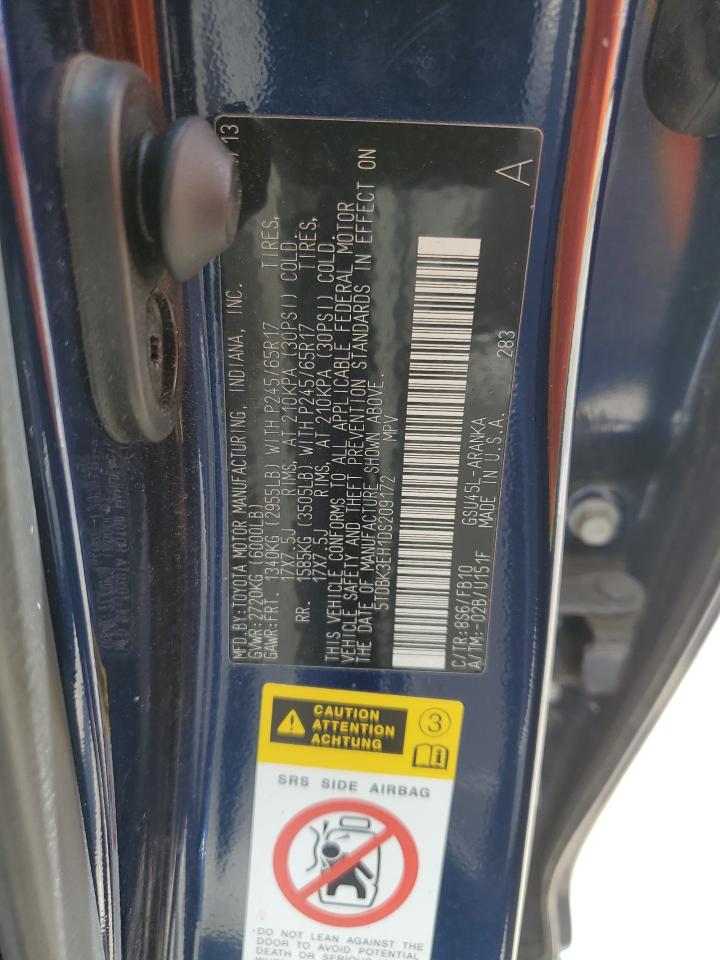 MFD.BY:TOYOTA MOTOR MANUFACTURING, INDIANA, INC. 13
GVWR:2720KG (6000LB)
GAWR:FRT. 1340KG (2955LB) WITH P245/65R17 TIRES,
17X7.5J RIMS, AT 210KPA (30PSI) COLD.
RR. 1585KG (3505LB) WITH P245/65R17 TIRES,
17X7.5J RIMS, AT 210KPA (30PSI) COLD.
THIS VEHICLE CONFORMS TO ALL APPLICABLE FEDERAL MOTOR
VEHICLE SAFETY AND THEFT PREVENTION STANDARDS IN EFFECT ON
THE DATE OF MANUFACTURE SHOWN ABOVE.
5TDBK3EH1DS209172 MPV
A
C/TR:8S6/FB10 GSU45L-ARANKA
A/TM:-02B/U151F MADE IN U.S.A. 283
CAUTION
ATTENTION
ACHTUNG
3
i
SRS SIDE AIRBAG
-DO NOT LEAN AGAINST THE
DOOR TO AVOID POTENTIAL
DEATH OR SERIOUS